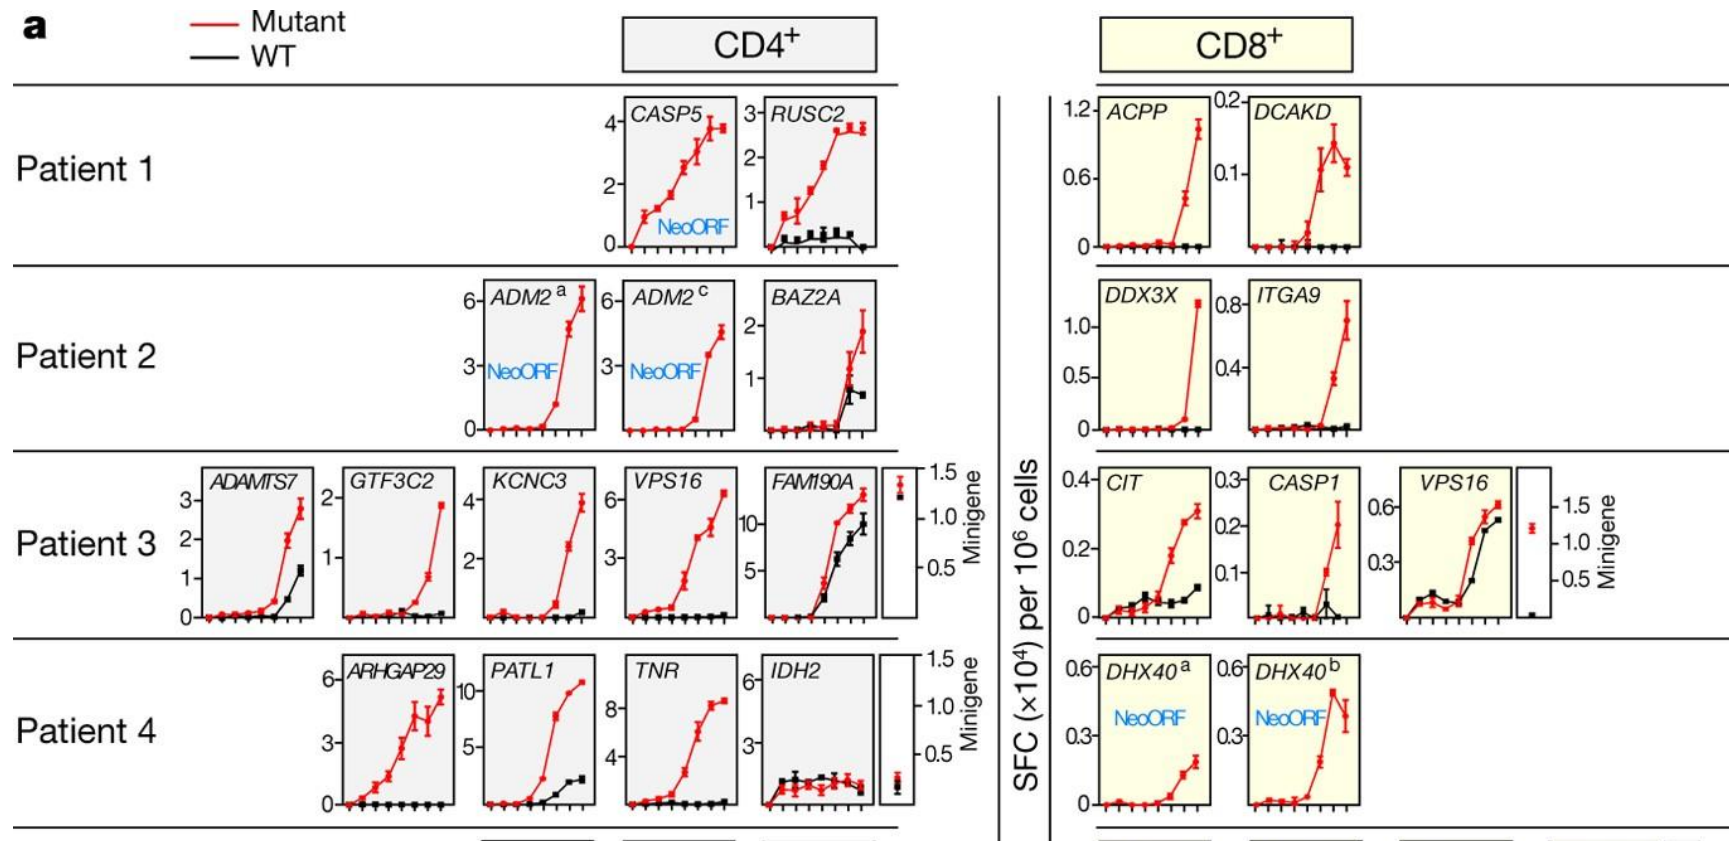 a
Mutant
WT
CD4+
CD8+
Patient 1
CASP5
4
2
0
NeoORF
RUSC2
3
2
1
ACPP
1.2
0.6
0
DCAKD
0.2
0.1
Patient 2
ADM2 a
6
3
0
NeoORF
ADM2 c
6
3
NeoORF
BAZ2A
2
1
DDX3X
1.0
0.5
0
ITGA9
0.8
0.4
Patient 3
ADAMTS7
3
2
1
0
GTF3C2
2
1
KCNC3
4
2
VPS16
6
3
FAM190A
10
5
1.5
1.0
0.5
Minigene
CIT
0.4
0.2
0
CASP1
0.3
0.2
0.1
VPS16
0.6
0.3
1.5
1.0
0.5
Minigene
Patient 4
ARHGAP29
6
3
0
PATL1
10
5
TNR
8
4
IDH2
6
3
1.5
1.0
0.5
Minigene
DHX40 a
0.6
0.3
0
NeoORF
DHX40 b
0.6
0.3
NeoORF
SFC (×10⁴) per 10⁶ cells